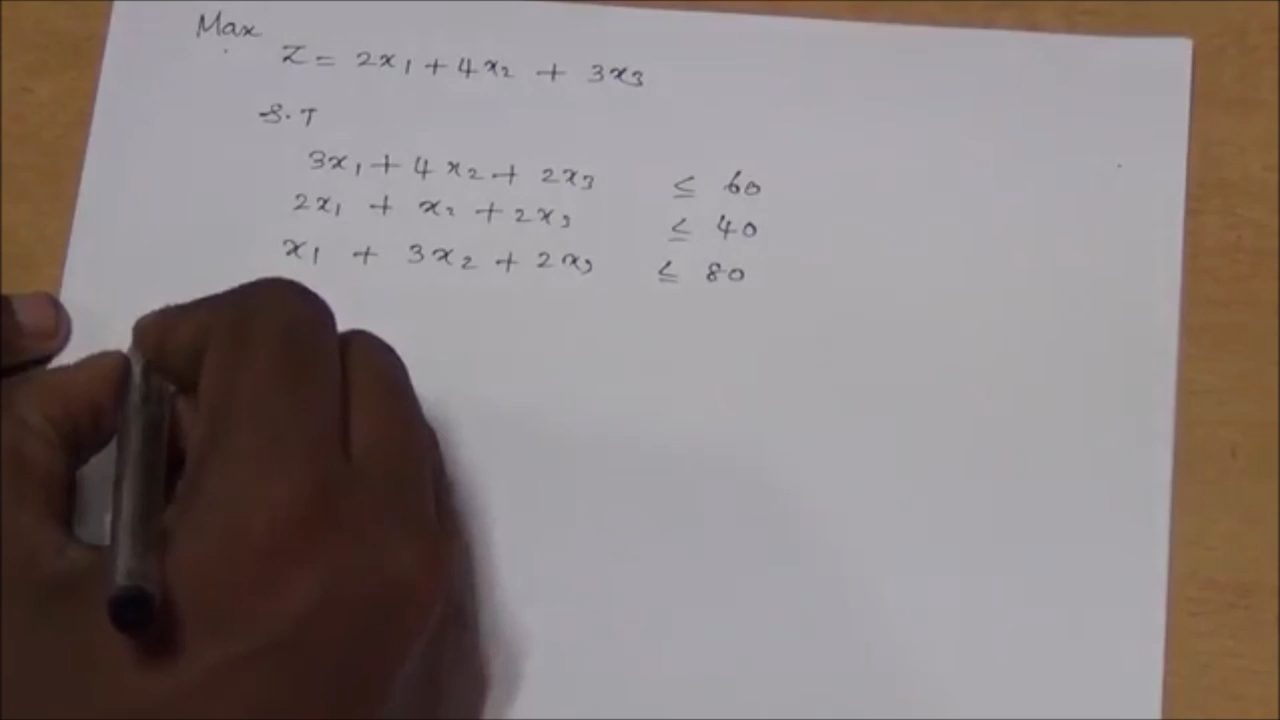 Max
Z = 2x₁ + 4x₂ + 3x₃
S.T
3x₁ + 4x₂ + 2x₃ ≤ 60
2x₁ + x₂ + 2x₃ ≤ 40
x₁ + 3x₂ + 2x₃ ≤ 80